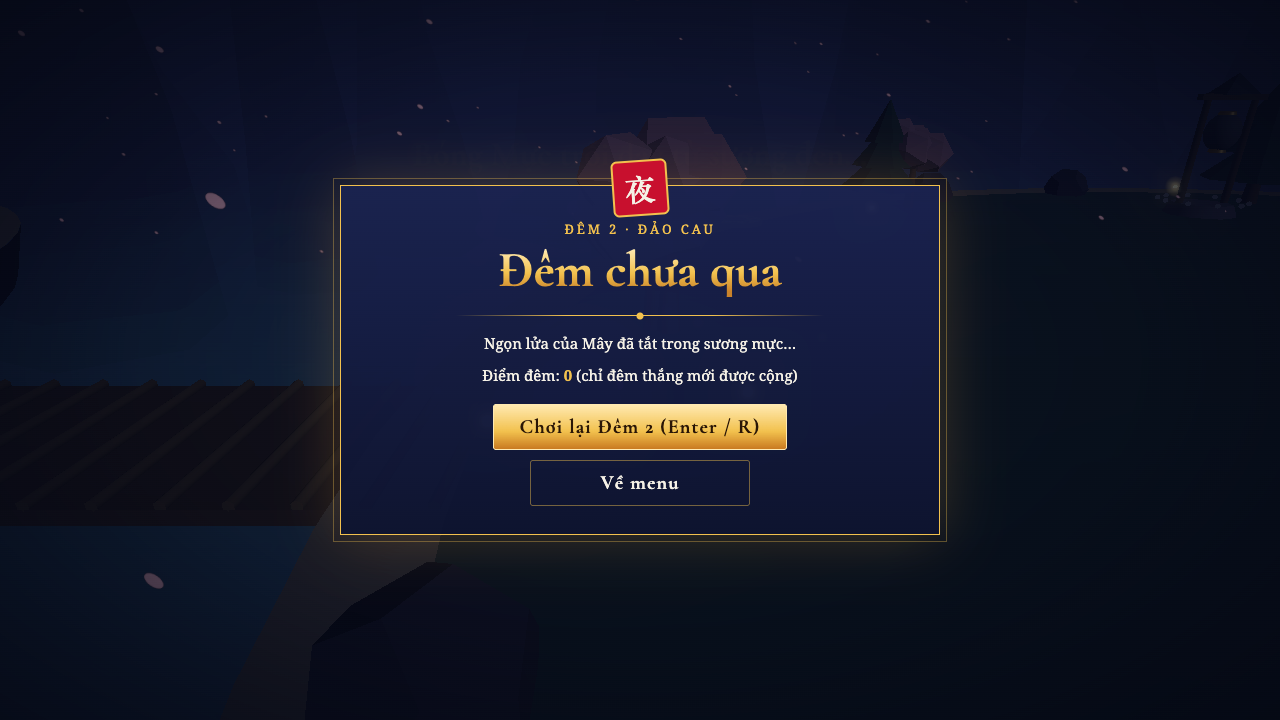 夜
ĐÊM 2 · ĐẢO CAU
Đêm chưa qua
Ngọn lửa của Mây đã tắt trong sương mực...
Điểm đêm: 0 (chỉ đêm thắng mới được cộng)
Chơi lại Đêm 2 (Enter / R)
Về menu